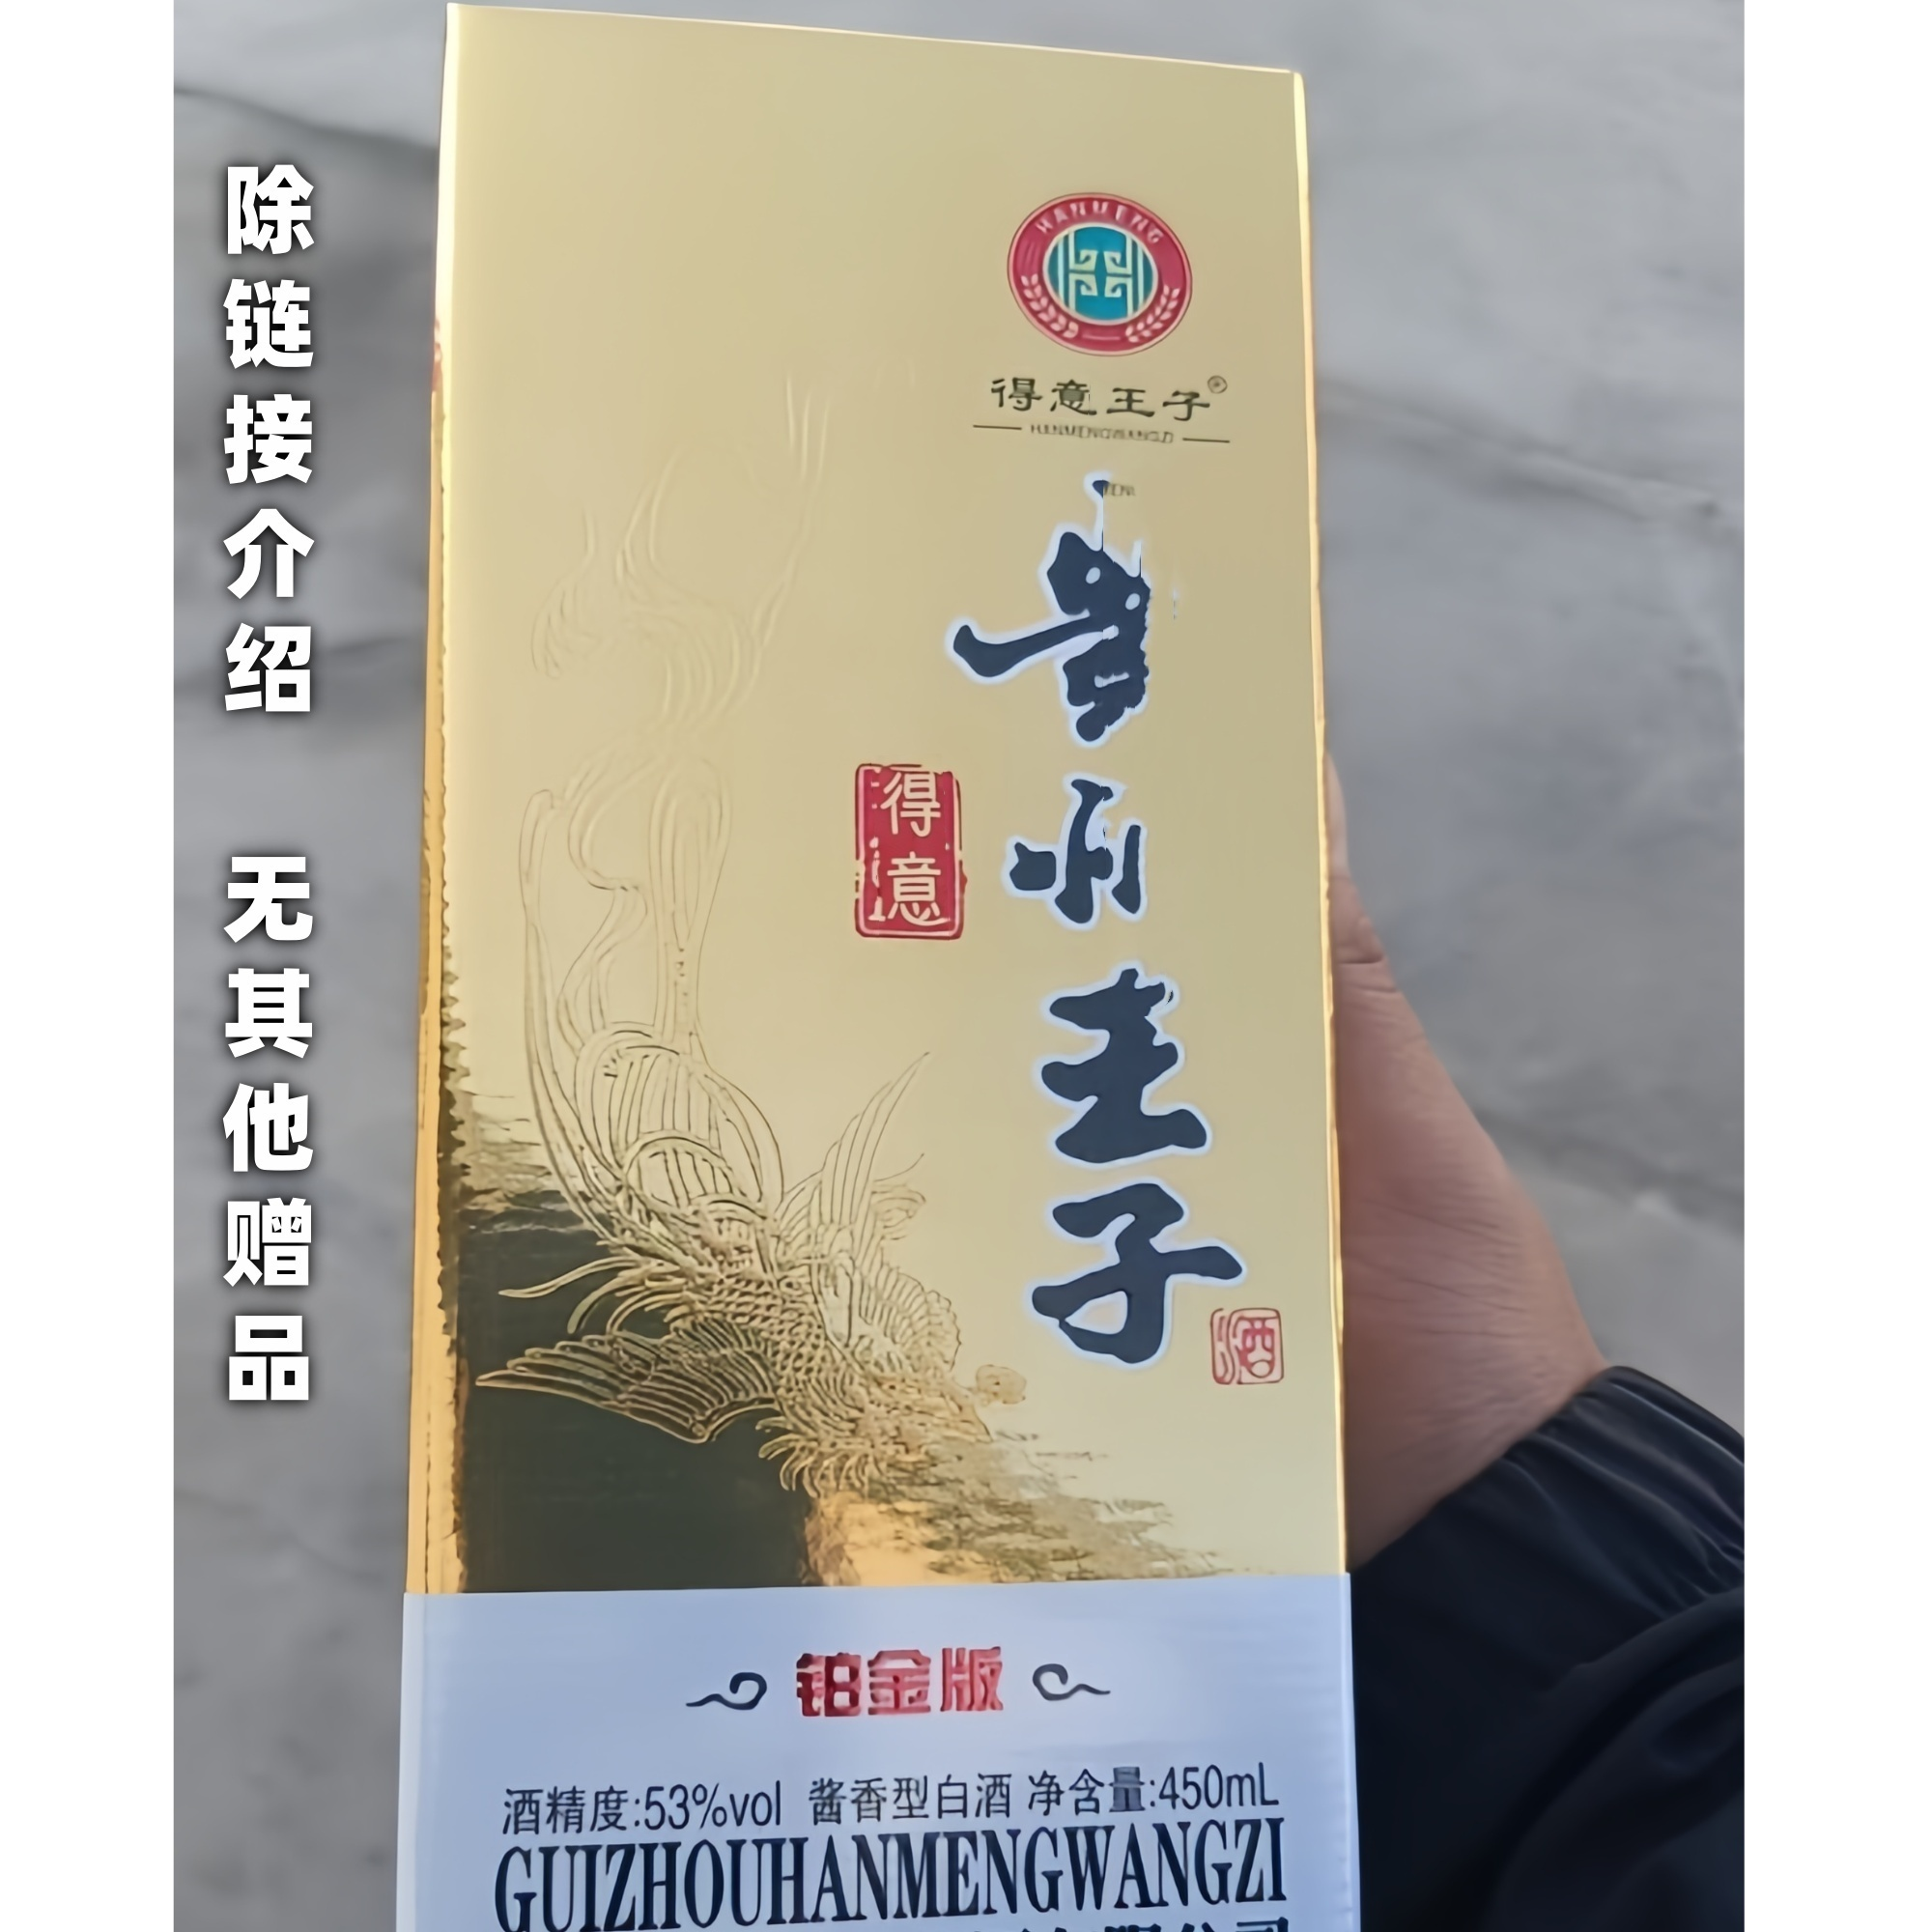 除链接介绍 无其他赠品
HANMENG
得意王子®
HANMENGWANGZI
贵州王子
得意
酒
铂金版
酒精度:53%vol 酱香型白酒 净含量:450mL
GUIZHOUHANMENGWANGZI